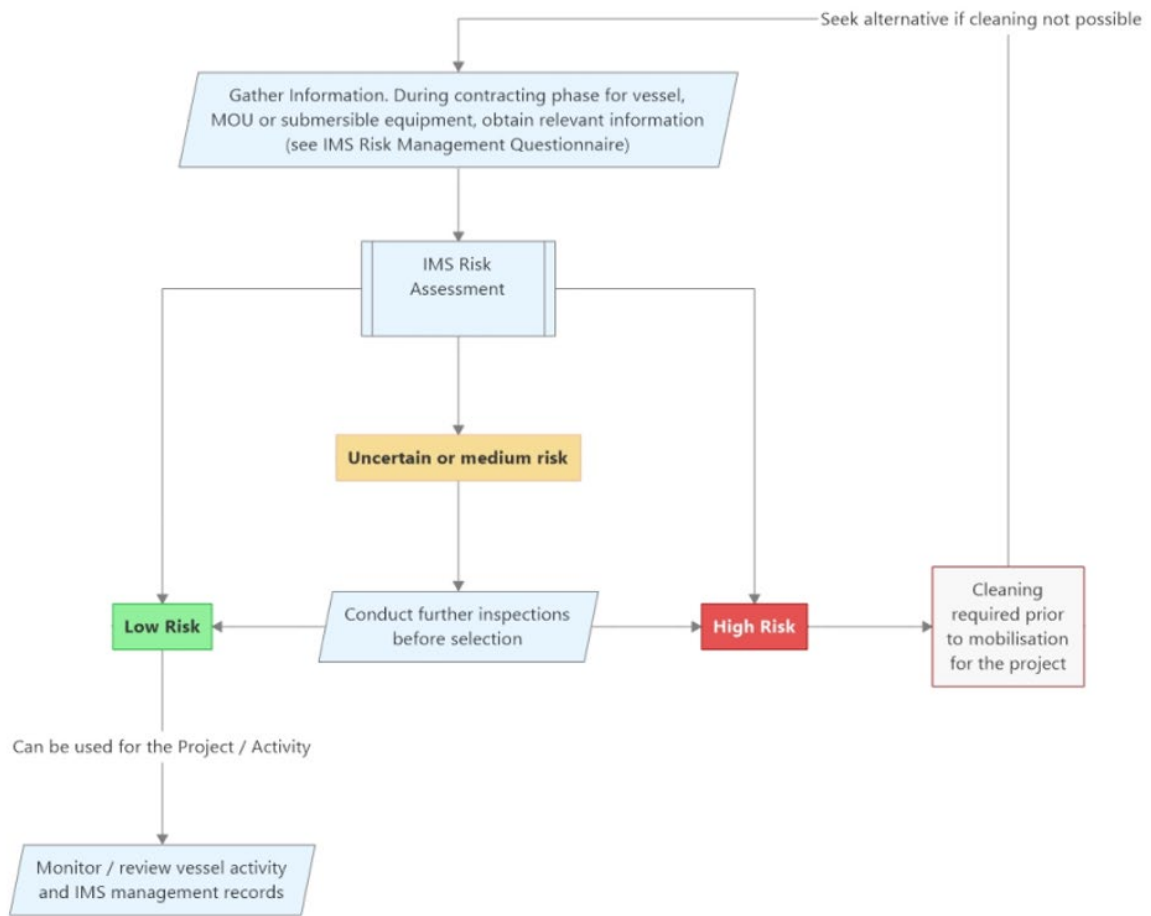 Seek alternative if cleaning not possible
Gather Information. During contracting phase for vessel,
MOU or submersible equipment, obtain relevant information
(see IMS Risk Management Questionnaire)
IMS Risk
Assessment
Uncertain or medium risk
Low Risk
Conduct further inspections
before selection
High Risk
Cleaning
required prior
to mobilisation
for the project
Can be used for the Project / Activity
Monitor / review vessel activity
and IMS management records